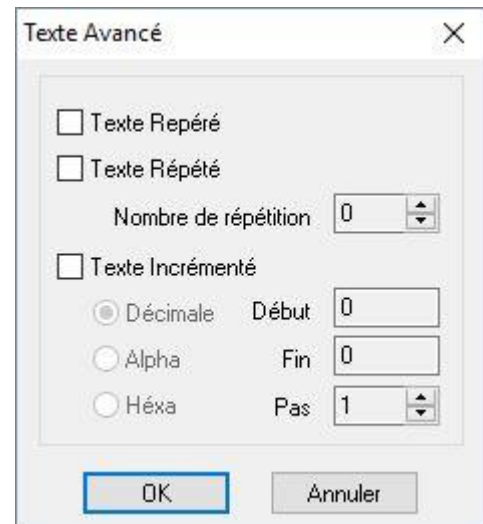 Texte Avancé
Texte Repéré
Texte Répété
Nombre de répétition 0
Texte Incrémenté
Décimale Début 0
Alpha Fin 0
Héxa Pas 1
OK Annuler